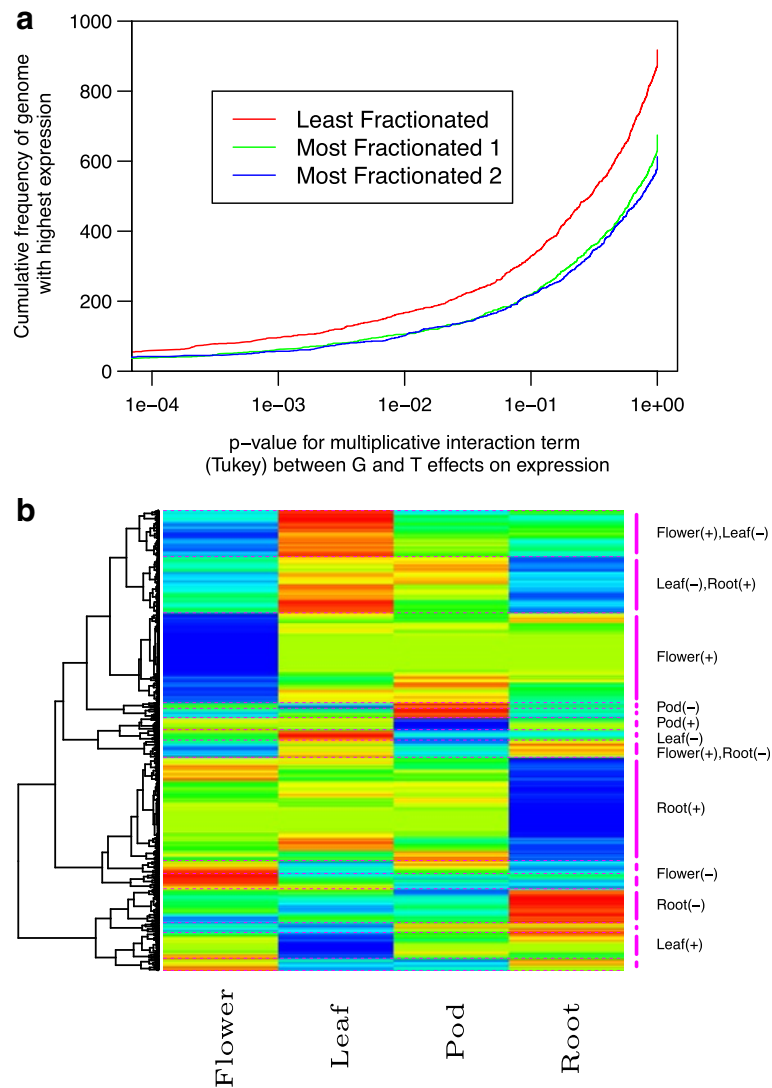 a
1000
800
600
400
200
0
Cumulative frequency of genome
with highest expression
Least Fractionated
Most Fractionated 1
Most Fractionated 2
1e−04
1e−03
1e−02
1e−01
1e+00
p−value for multiplicative interaction term
(Tukey) between G and T effects on expression
b
Flower(+),Leaf(−)
Leaf(−),Root(+)
Flower(+)
Pod(−)
Pod(+)
Leaf(−)
Flower(+),Root(−)
Root(+)
Flower(−)
Root(−)
Leaf(+)
Flower
Leaf
Pod
Root